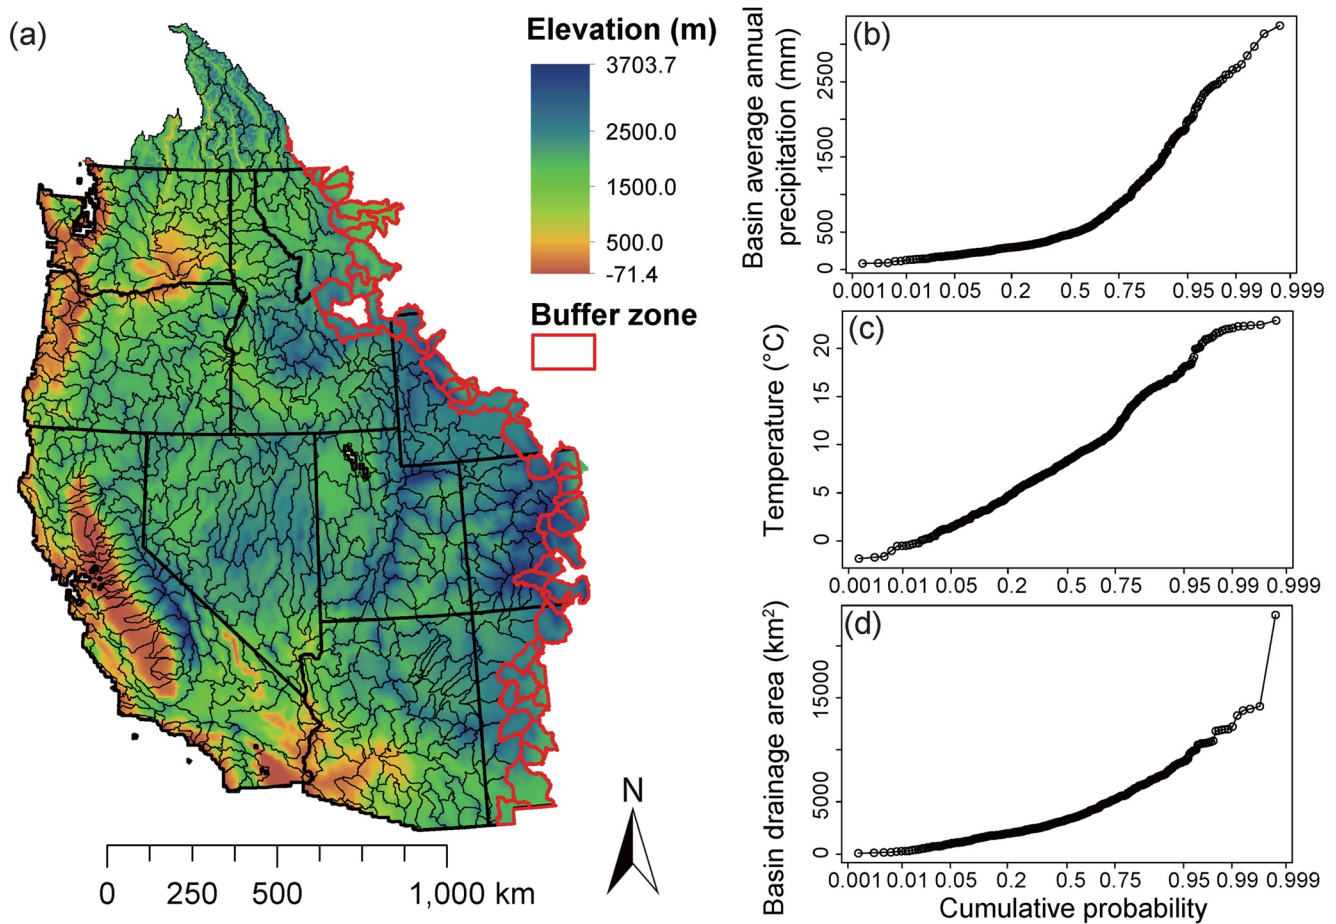 (a)
Elevation (m)
3703.7
2500.0
1500.0
500.0
-71.4
Buffer zone
N
0 250 500 1,000 km
(b)
Basin average annual
precipitation (mm)
2500
1500
500
0
0.001 0.01 0.05 0.2 0.5 0.75 0.95 0.99 0.999
(c)
Temperature (°C)
20
15
10
5
0
0.001 0.01 0.05 0.2 0.5 0.75 0.95 0.99 0.999
(d)
Basin drainage area (km²)
15000
5000
0
0.001 0.01 0.05 0.2 0.5 0.75 0.95 0.99 0.999
Cumulative probability